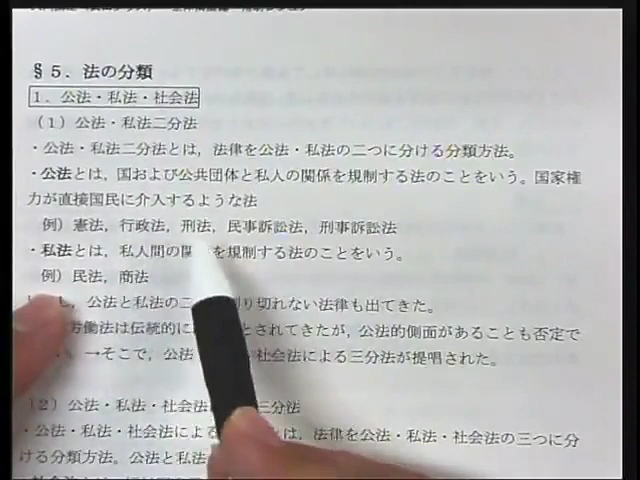 §5．法の分類
1．公法・私法・社会法
（1）公法・私法二分法
・公法・私法二分法とは，法律を公法・私法の二つに分ける分類方法。
・公法とは，国および公共団体と私人の関係を規制する法のことをいう。国家権
力が直接国民に介入するような法
例）憲法，行政法，刑法，民事訴訟法，刑事訴訟法
・私法とは，私人間の関 を規制する法のことをいう。
例）民法，商法
し，公法と私法の二 割り切れない法律も出てきた。
労働法は伝統的に とされてきたが，公法的側面があることも否定で
→そこで，公法 社会法による三分法が提唱された。
（2）公法・私法・社会法 三分法
・公法・私法・社会法によ は，法律を公法・私法・社会法の三つに分
ける分類方法。公法と私法